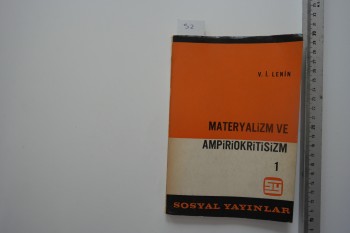 52
V. İ. LENİN
MATERYALİZM VE
AMPİRİOKRİTİSİZM
1
SOSYAL YAYINLAR